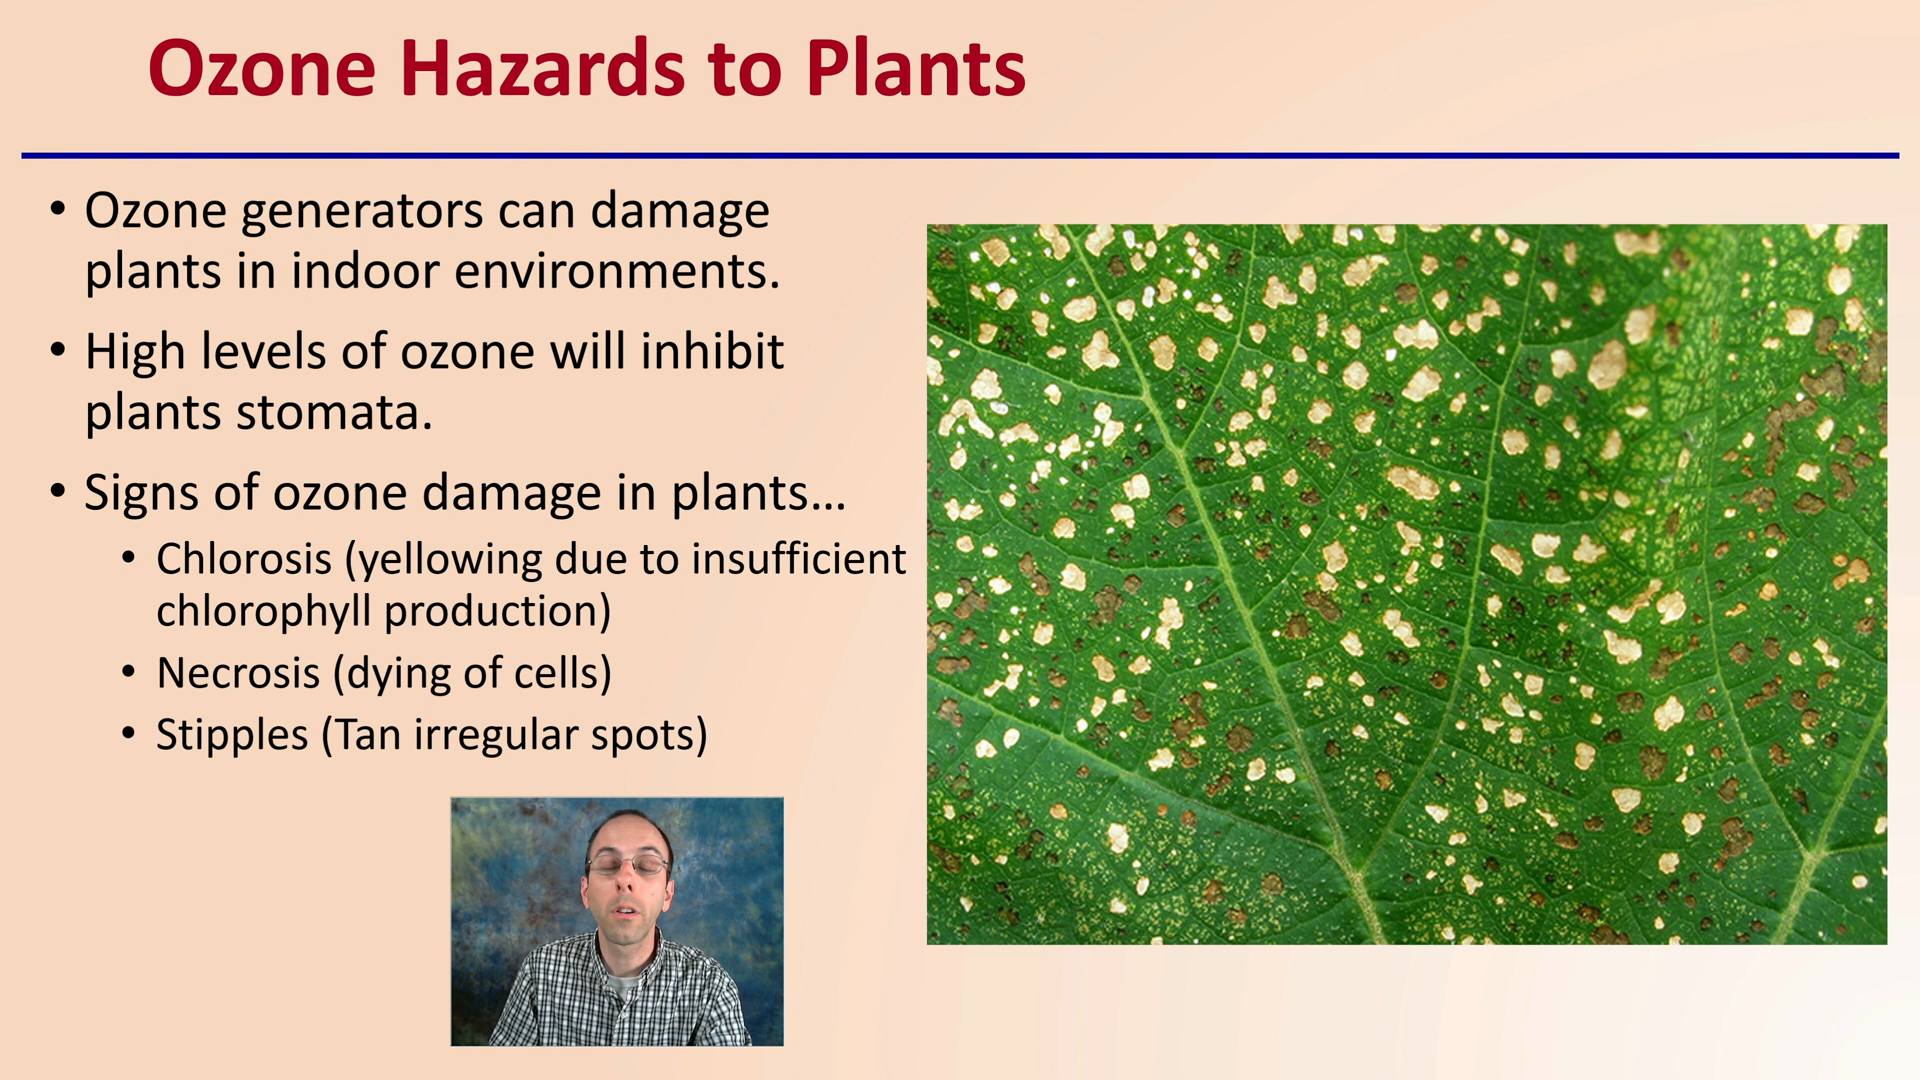 Ozone Hazards to Plants
• Ozone generators can damage
plants in indoor environments.
• High levels of ozone will inhibit
plants stomata.
• Signs of ozone damage in plants...
• Chlorosis (yellowing due to insufficient
chlorophyll production)
• Necrosis (dying of cells)
• Stipples (Tan irregular spots)